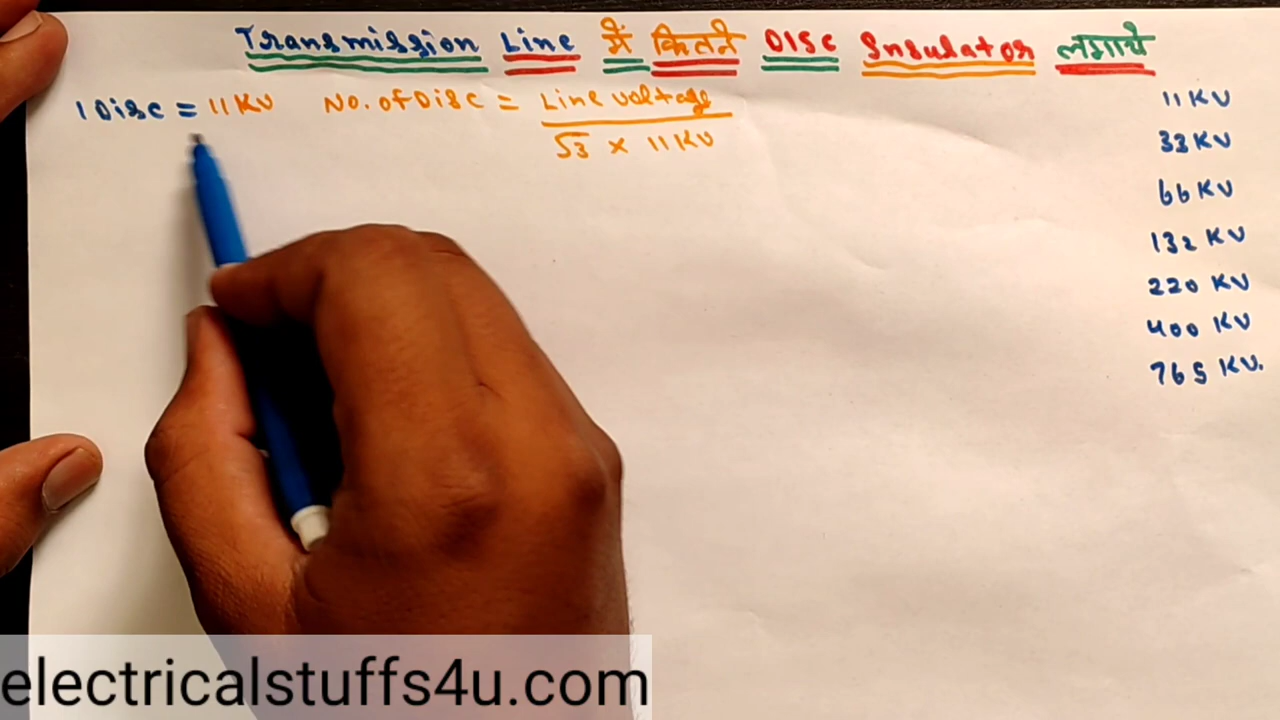 Transmission Line में कितने DISC Insulator लगाये
1 Disc = 11 KV No. of Disc = Line voltage
√3 × 11 KV
11 KV
33 KV
66 KV
132 KV
220 KV
400 KV
765 KV.
electricalstuffs4u.com